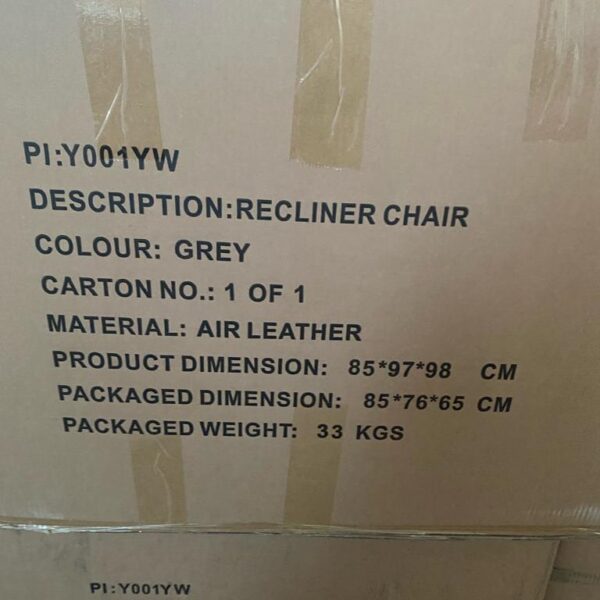 PI:Y001YW
DESCRIPTION:RECLINER CHAIR
COLOUR: GREY
CARTON NO.: 1 OF 1
MATERIAL: AIR LEATHER
PRODUCT DIMENSION: 85*97*98 CM
PACKAGED DIMENSION: 85*76*65 CM
PACKAGED WEIGHT: 33 KGS
PI:Y001YW